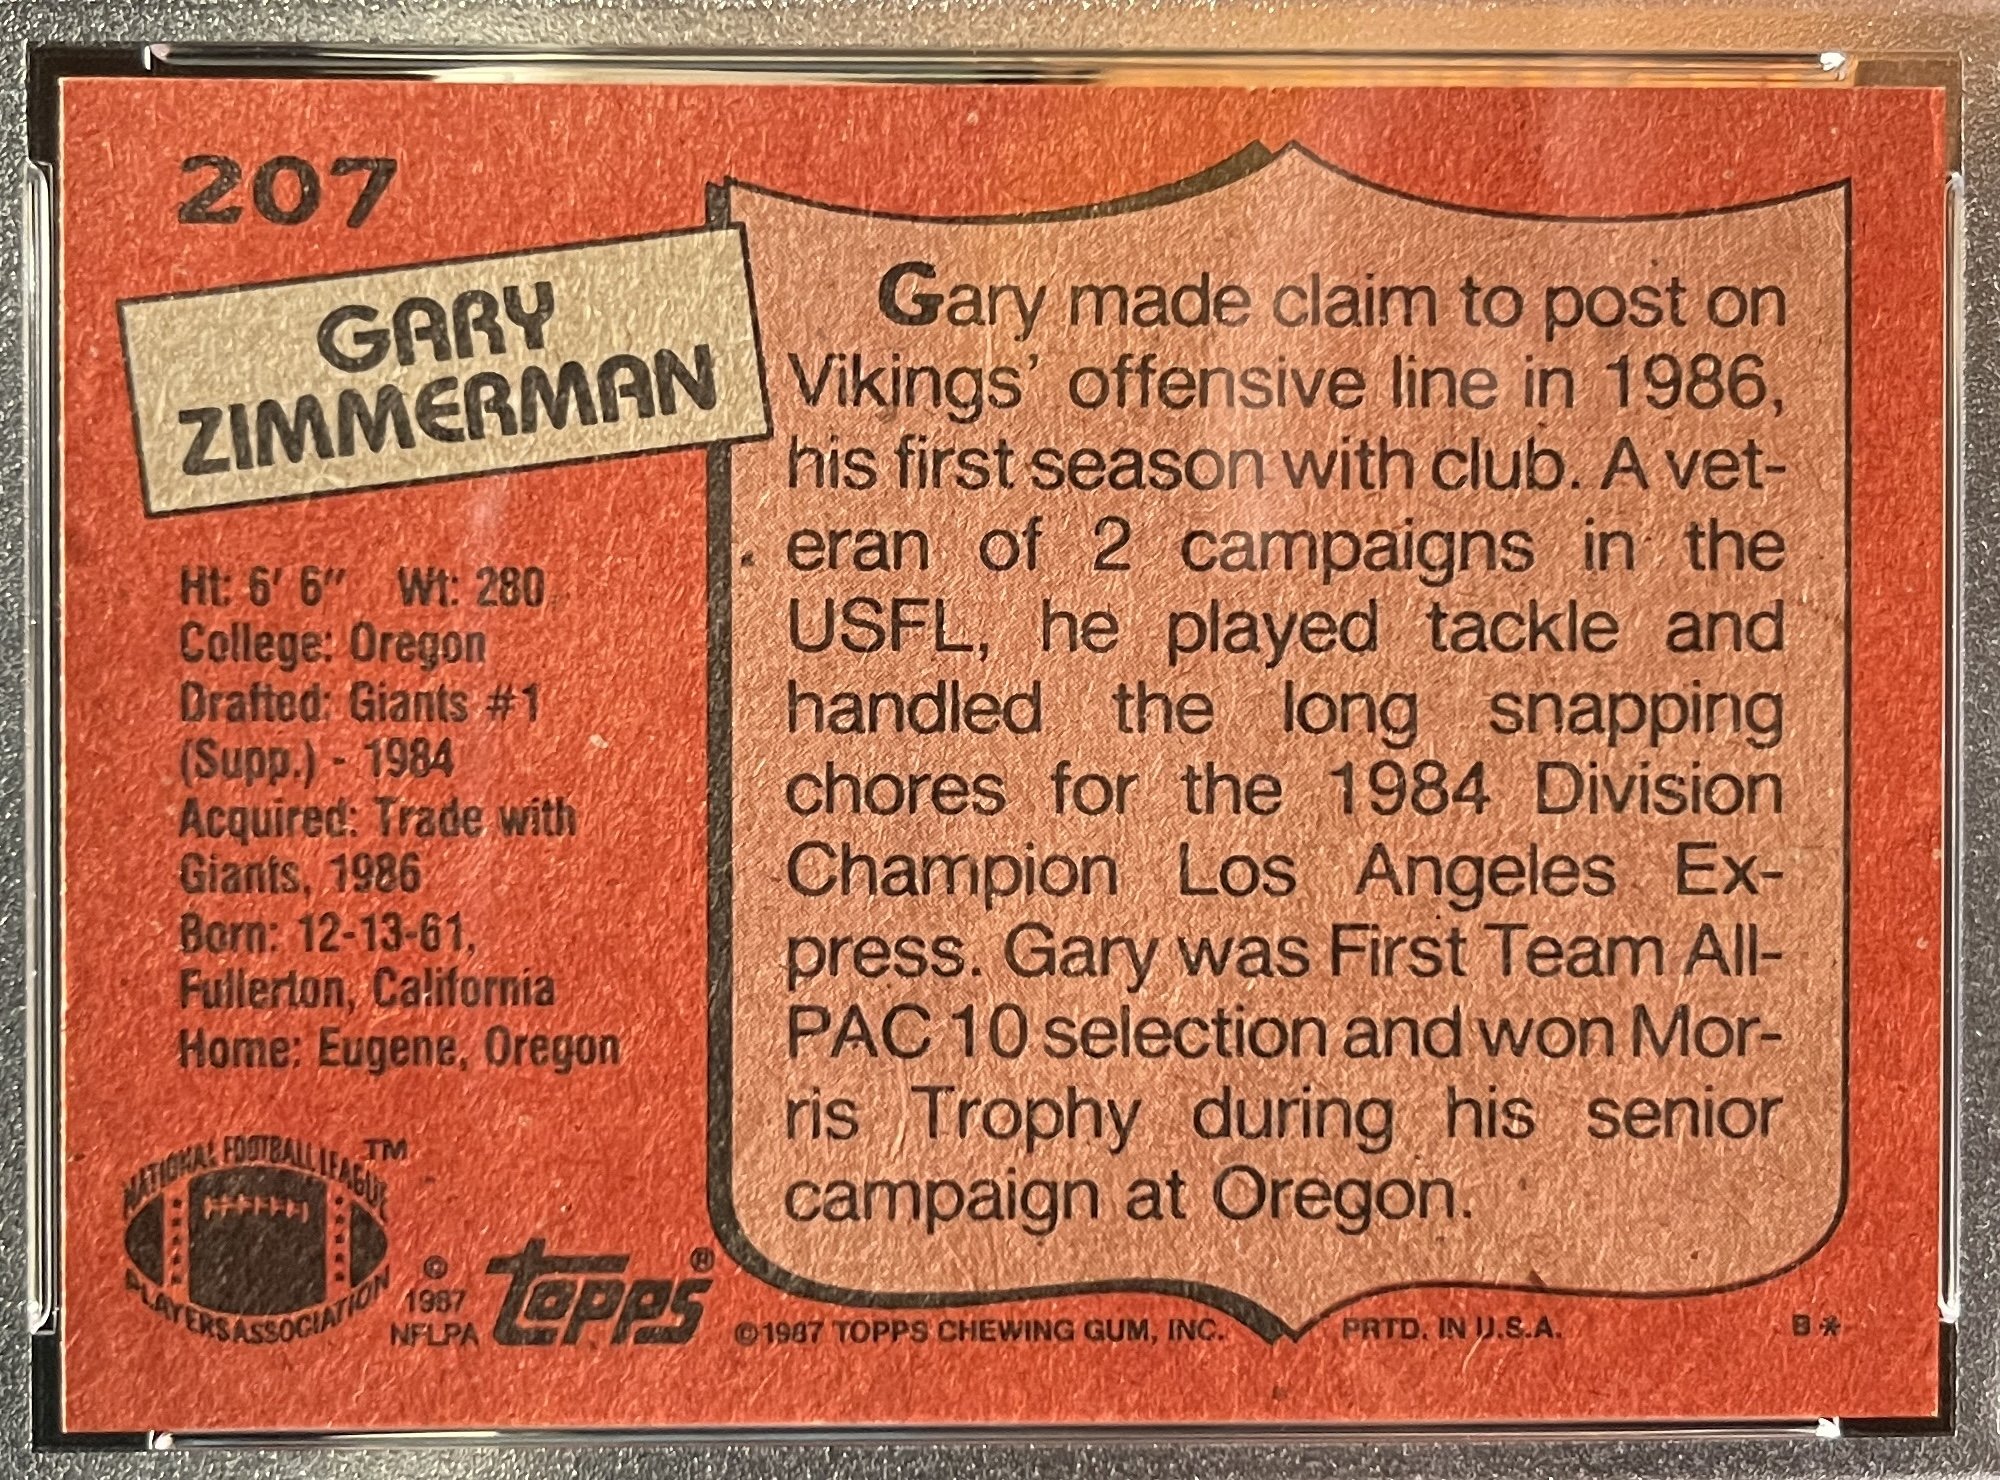 207
GARY
ZIMMERMAN
Ht: 6' 6" Wt: 280
College: Oregon
Drafted: Giants #1
(Supp.) - 1984
Acquired: Trade with
Giants, 1986
Born: 12-13-61,
Fullerton, California
Home: Eugene, Oregon
Gary made claim to post on
Vikings' offensive line in 1986,
his first season with club. A vet-
eran of 2 campaigns in the
USFL, he played tackle and
handled the long snapping
chores for the 1984 Division
Champion Los Angeles Ex-
press. Gary was First Team All-
PAC 10 selection and won Mor-
ris Trophy during his senior
campaign at Oregon.
NATIONAL FOOTBALL LEAGUE ™
PLAYERS ASSOCIATION
©
1987
NFLPA
topps®
©1987 TOPPS CHEWING GUM, INC. PRTD. IN U.S.A. B*